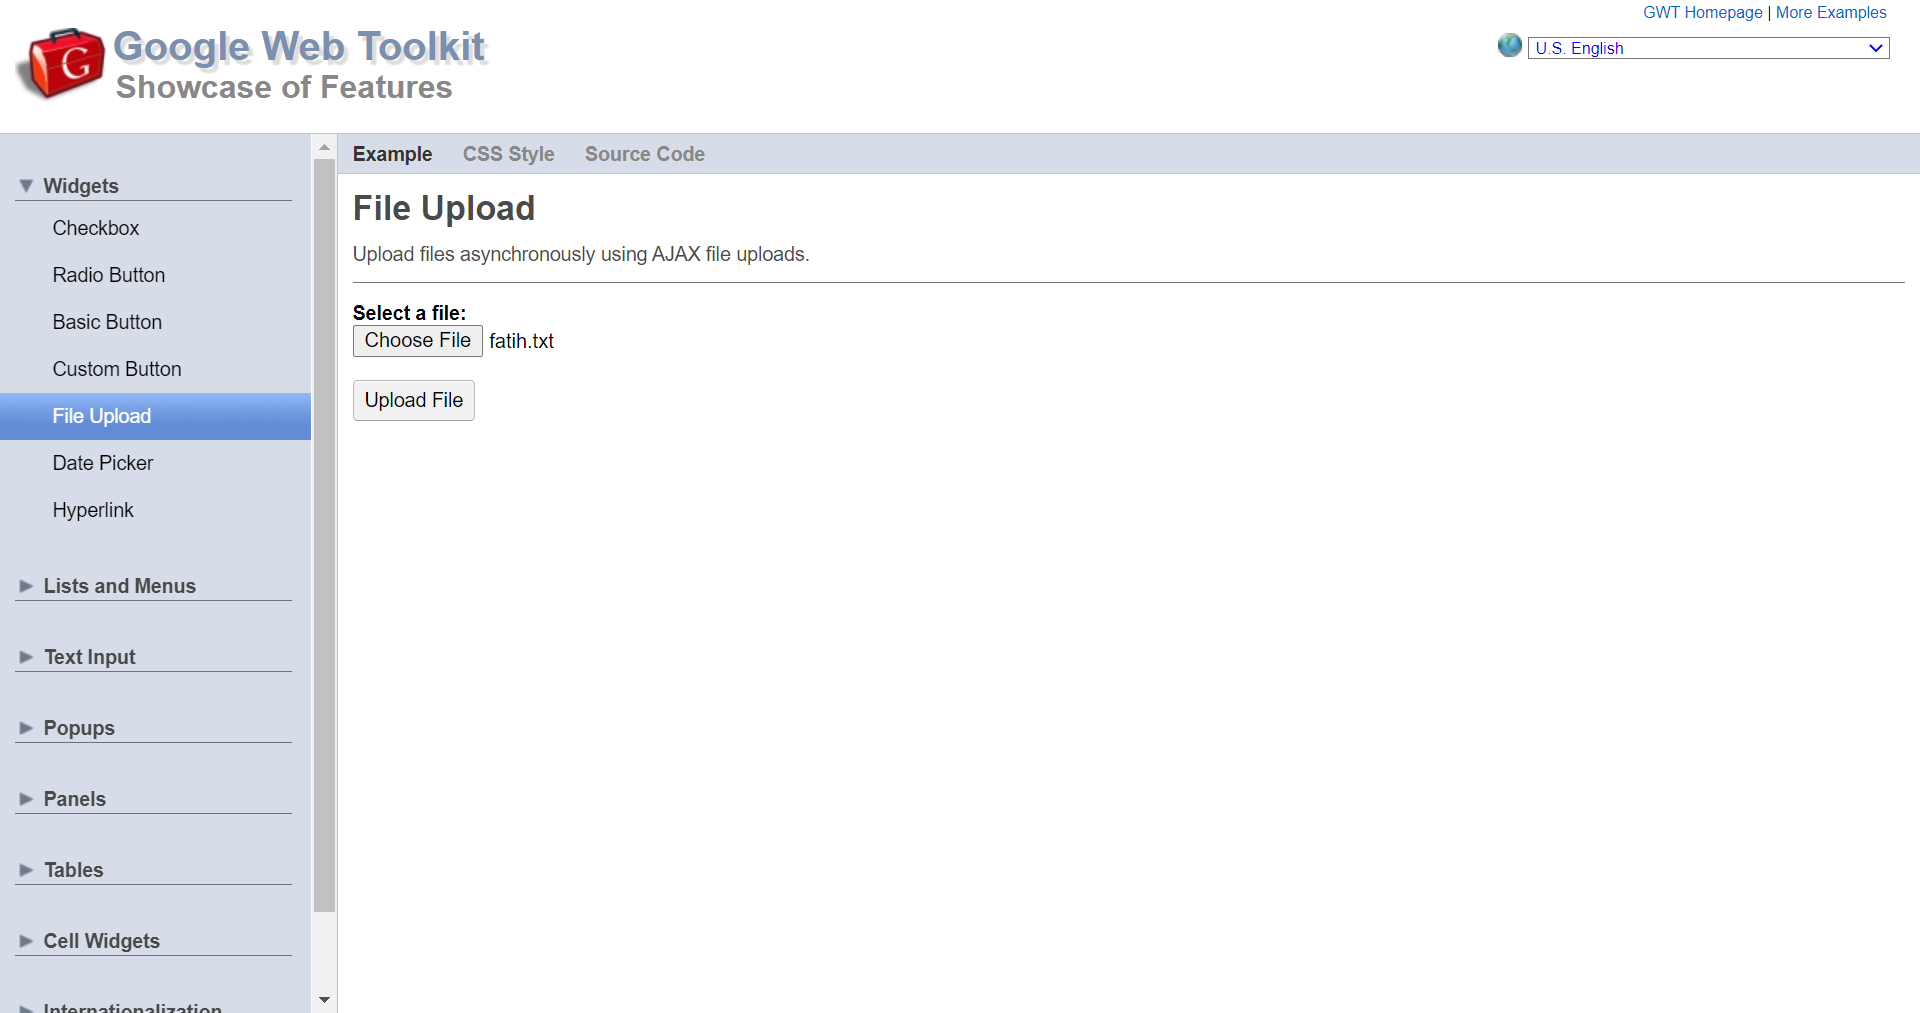 GWT Homepage | More Examples
Google Web Toolkit
Showcase of Features
U.S. English
Widgets
Checkbox
Radio Button
Basic Button
Custom Button
File Upload
Date Picker
Hyperlink
Lists and Menus
Text Input
Popups
Panels
Tables
Cell Widgets
Internationalization
Example CSS Style Source Code
File Upload
Upload files asynchronously using AJAX file uploads.
Select a file:
Choose File fatih.txt
Upload File